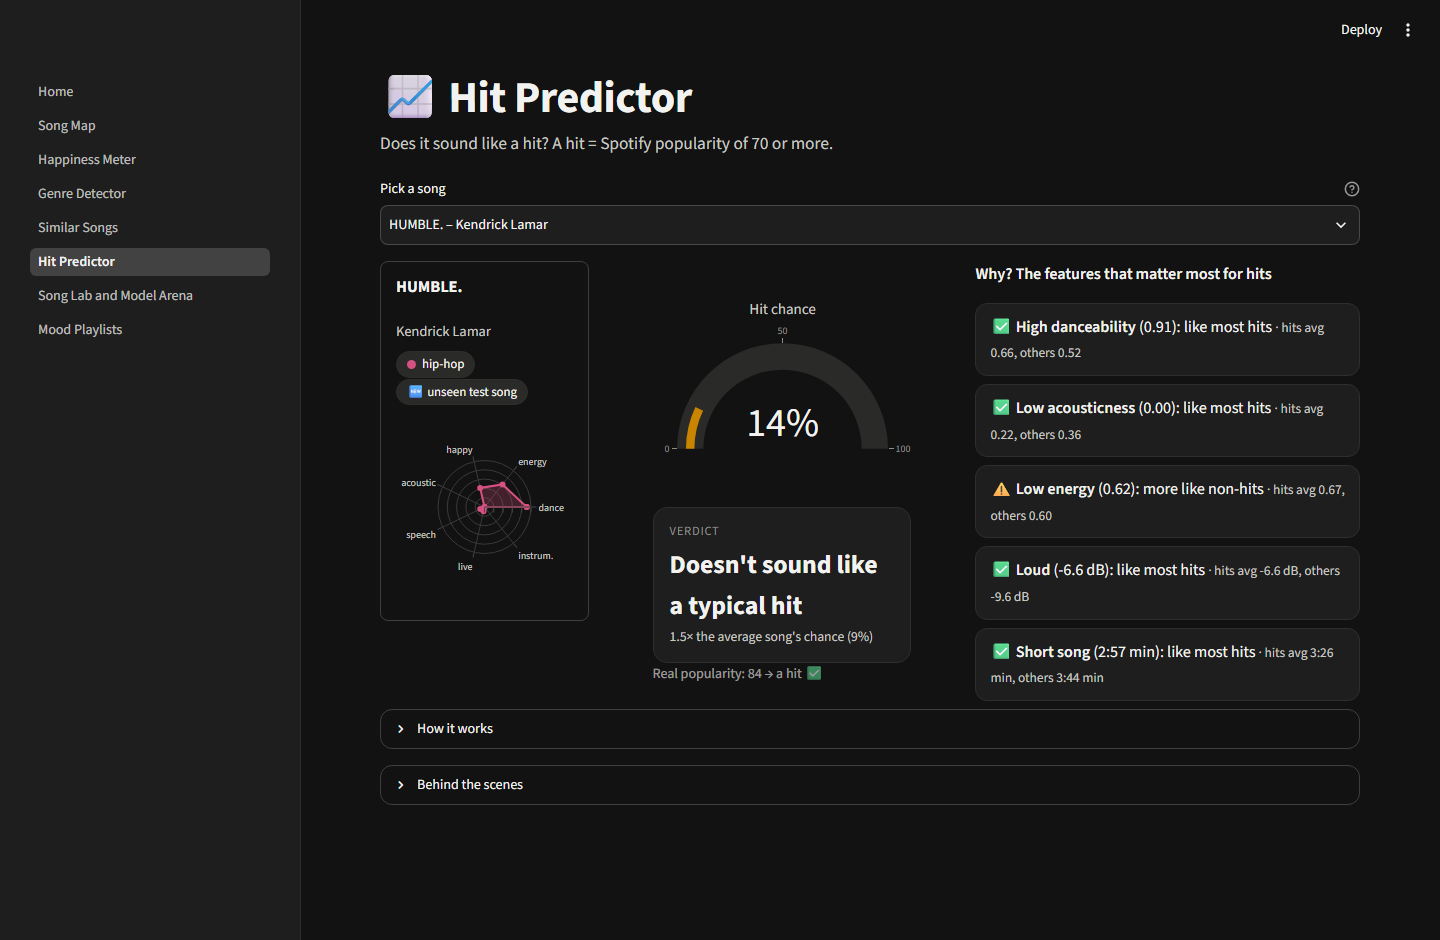 Deploy
Home
Song Map
Happiness Meter
Genre Detector
Similar Songs
Hit Predictor
Song Lab and Model Arena
Mood Playlists
Hit Predictor
Does it sound like a hit? A hit = Spotify popularity of 70 or more.
Pick a song
HUMBLE. – Kendrick Lamar
HUMBLE.
Kendrick Lamar
hip-hop
NEW unseen test song
happy
energy
acoustic
dance
speech
instrum.
live
Hit chance
50
14%
0
100
VERDICT
Doesn't sound like
a typical hit
1.5× the average song's chance (9%)
Real popularity: 84 → a hit ✅
Why? The features that matter most for hits
✅ High danceability (0.91): like most hits · hits avg
0.66, others 0.52
✅ Low acousticness (0.00): like most hits · hits avg
0.22, others 0.36
⚠️ Low energy (0.62): more like non-hits · hits avg 0.67,
others 0.60
✅ Loud (-6.6 dB): like most hits · hits avg -6.6 dB, others
-9.6 dB
✅ Short song (2:57 min): like most hits · hits avg 3:26
min, others 3:44 min
How it works
Behind the scenes